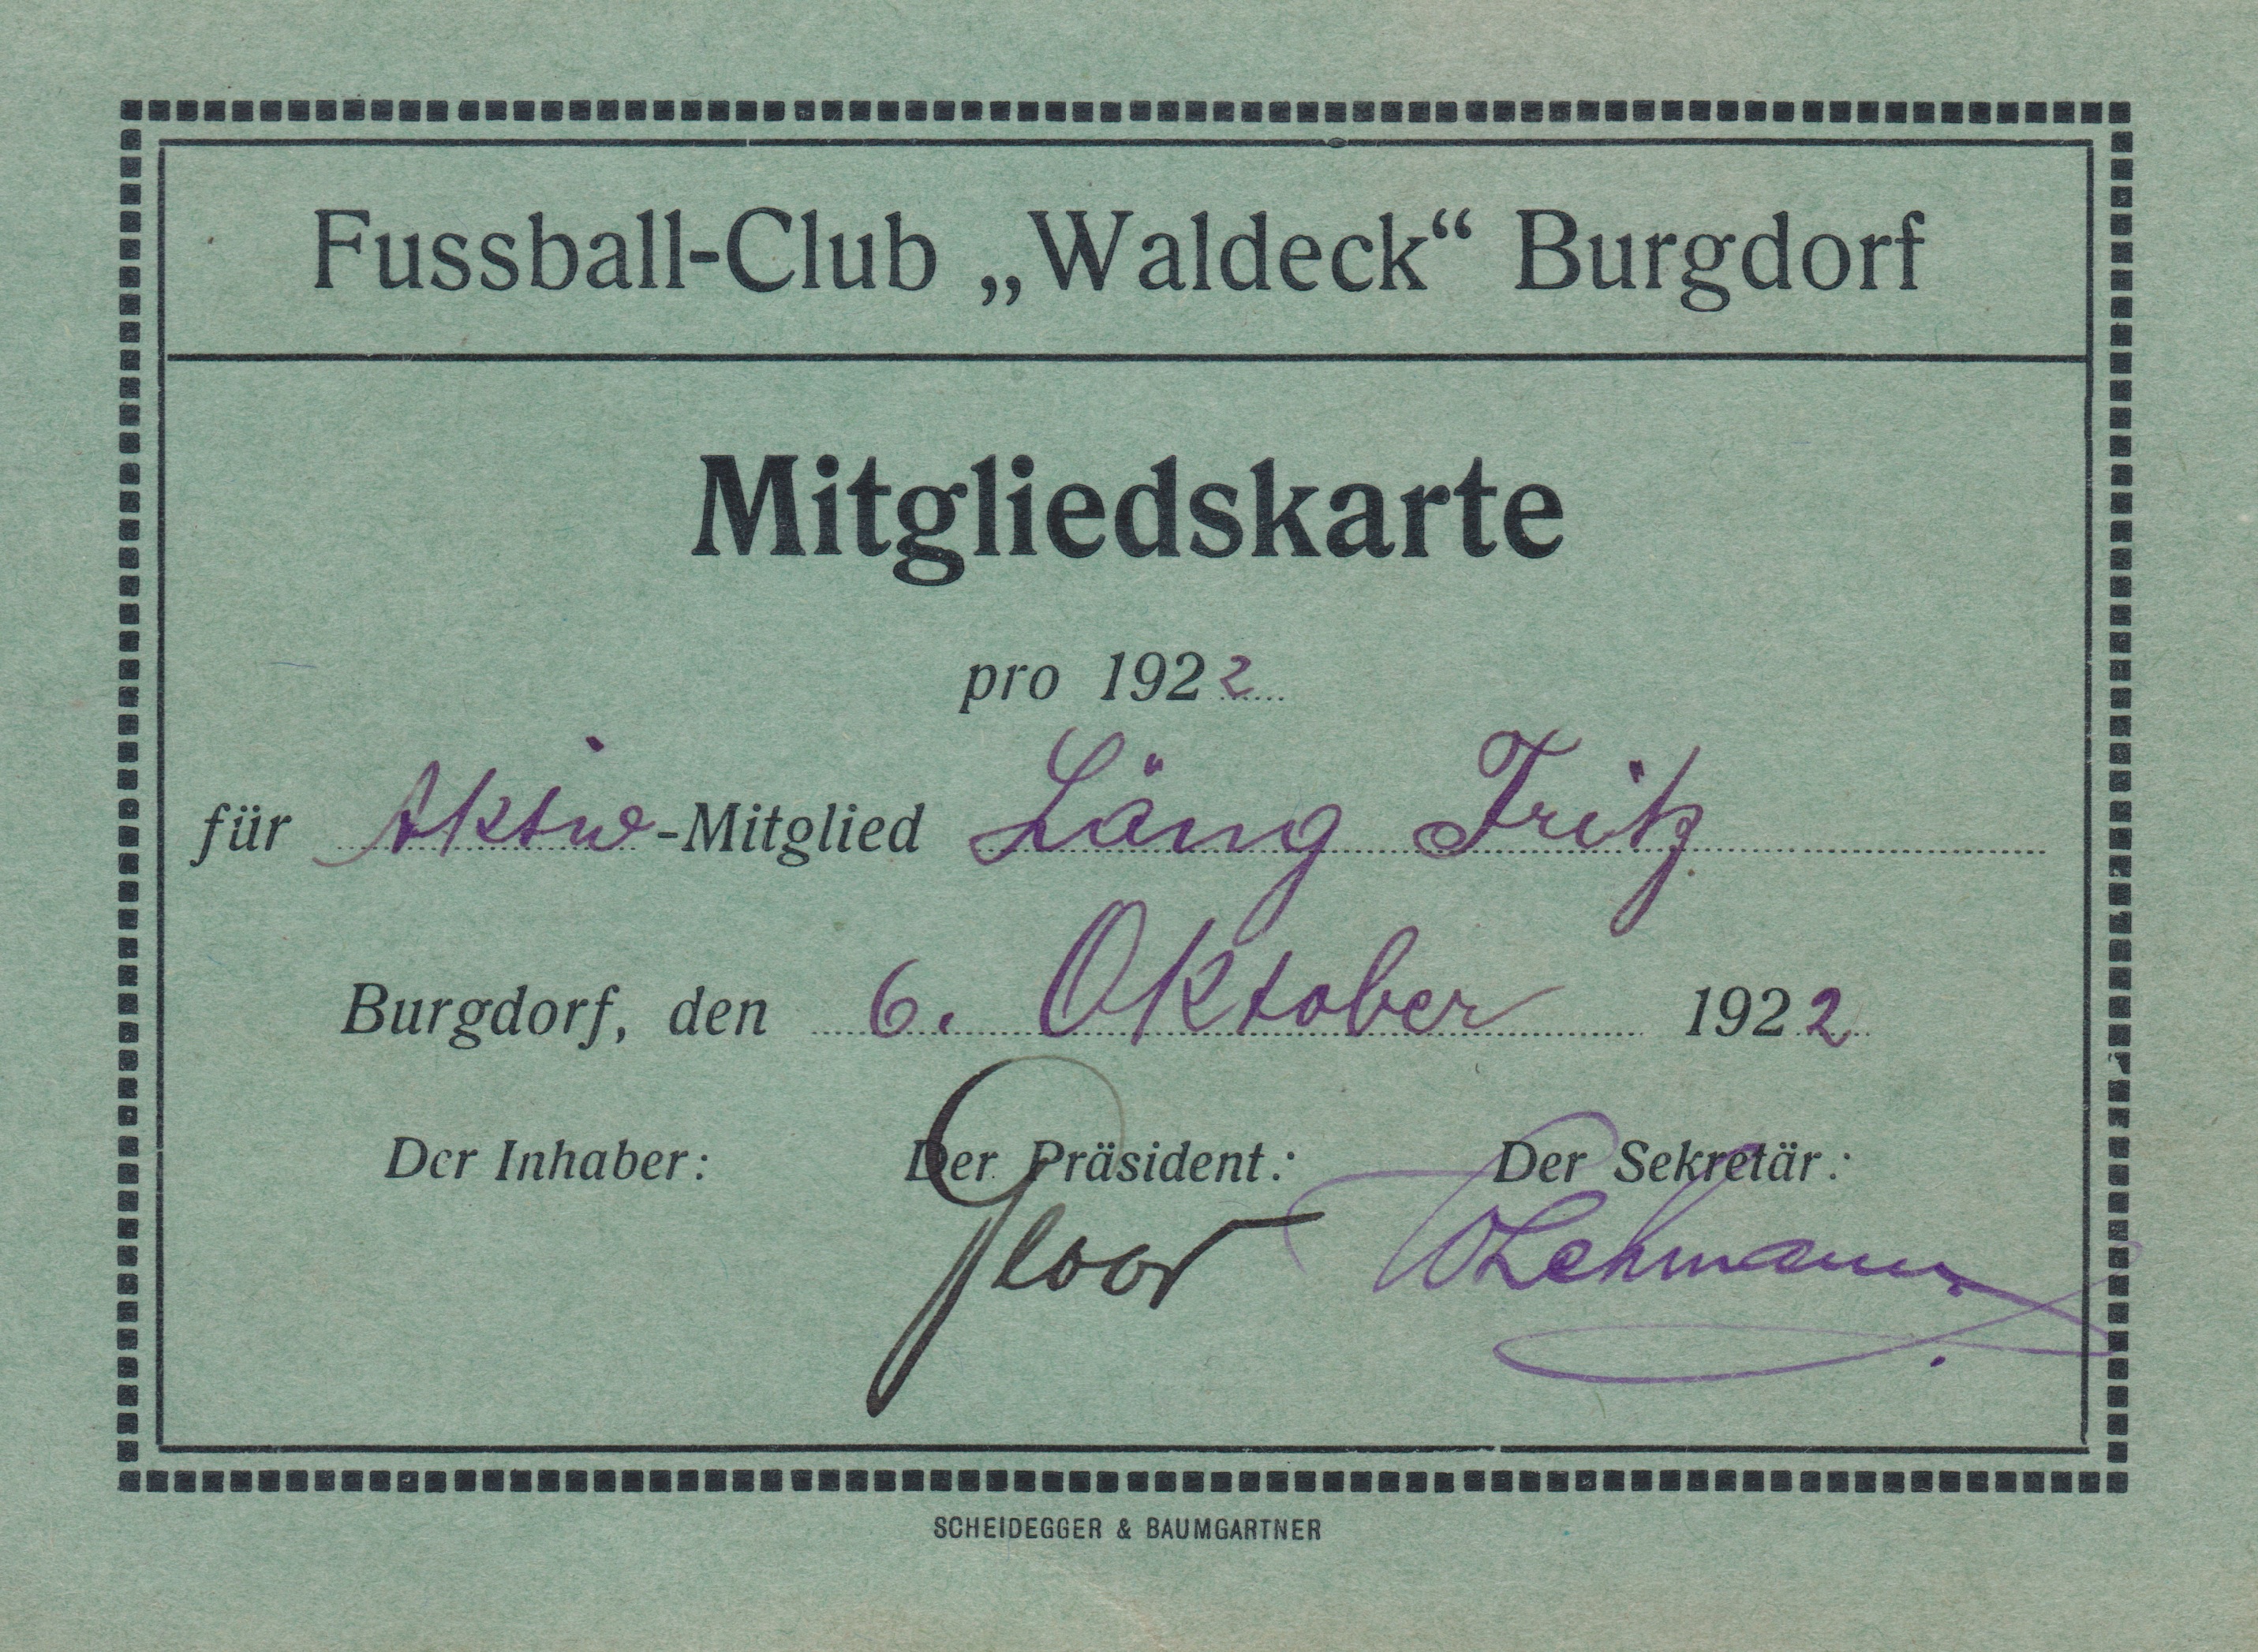 Fussball-Club „Waldeck“ Burgdorf
Mitgliedskarte
pro 1922
für Aktiv-Mitglied Läng Fritz
Burgdorf, den 6. Oktober 1922
Der Inhaber: Der Präsident: Der Sekretär:
Gloor W Lehmann
SCHEIDEGGER & BAUMGARTNER